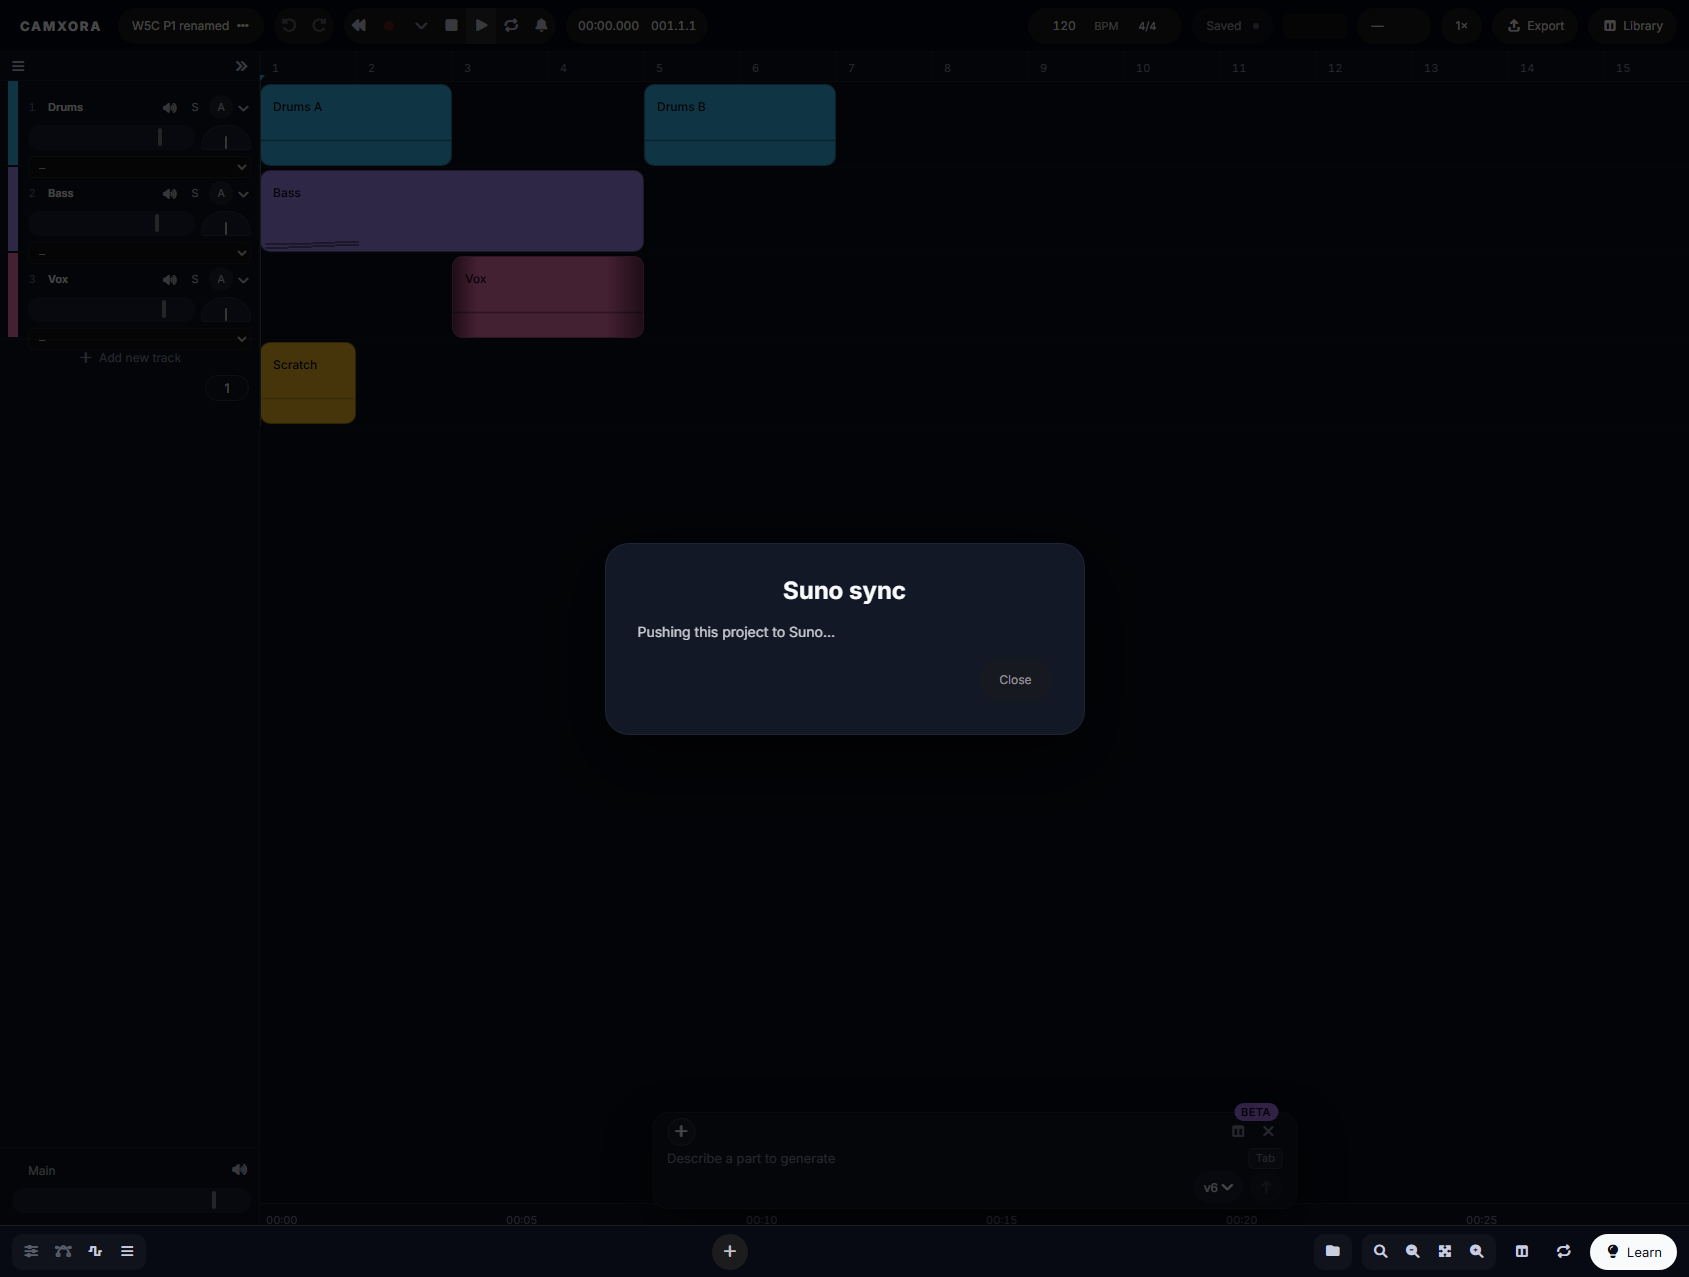 CAMXORA
W5C P1 renamed
00:00.000 001.1.1
120 BPM 4/4
Saved
1×
Export
Library
1 2 3 4 5 6 7 8 9 10 11 12 13 14 15
1 Drums S A
–
Drums A
Drums B
2 Bass S A
–
Bass
3 Vox S A
–
Vox
+ Add new track
1
Scratch
Suno sync
Pushing this project to Suno...
Close
BETA
Describe a part to generate
Tab
v6
Main
00:00 00:05 00:10 00:15 00:20 00:25
Learn